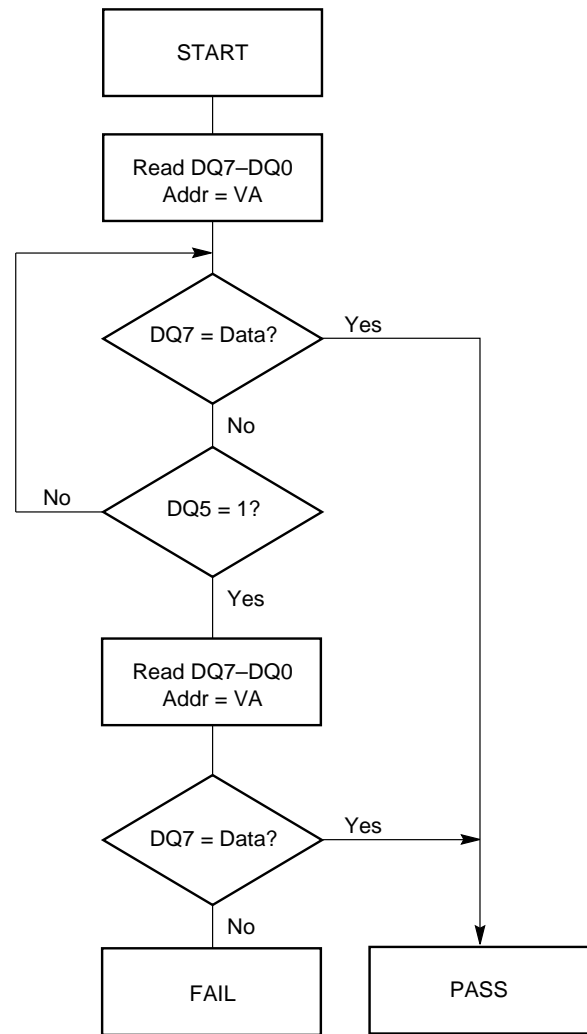 START
Read DQ7–DQ0
Addr = VA
DQ7 = Data?
Yes
No
No
DQ5 = 1?
Yes
Read DQ7–DQ0
Addr = VA
DQ7 = Data?
Yes
No
FAIL
PASS